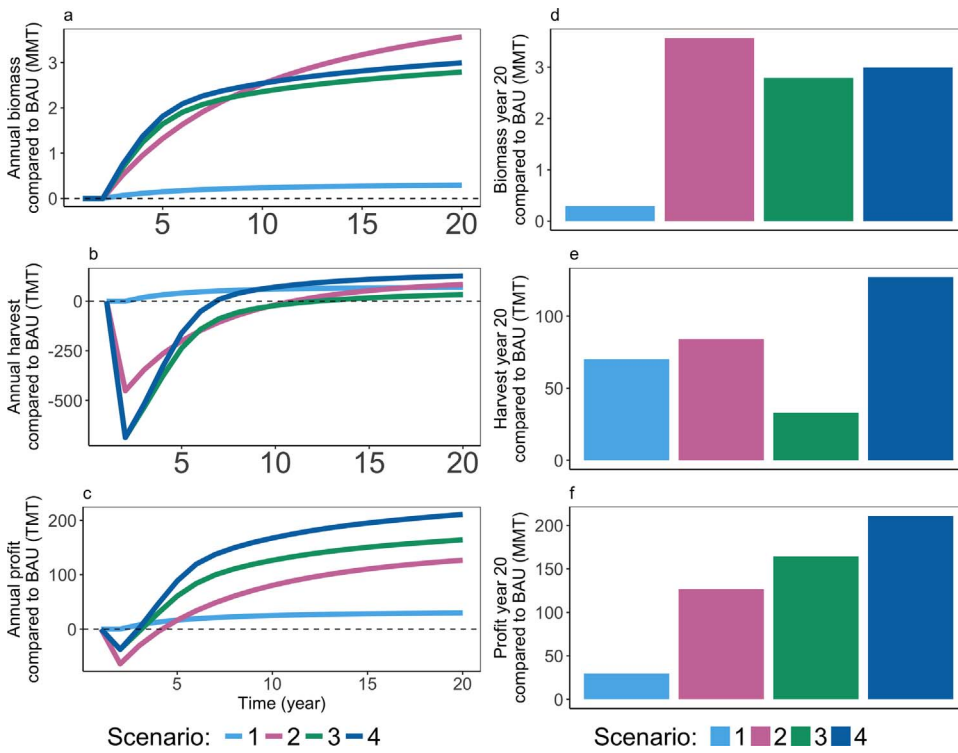 a
Annual biomass
compared to BAU (MMT)
3
2
1
0
5 10 15 20
b
Annual harvest
compared to BAU (TMT)
0
-250
-500
5 10 15 20
c
Annual profit
compared to BAU (TMT)
200
100
0
5 10 15 20
Time (year)
Scenario: 1 2 3 4
d
Biomass year 20
compared to BAU (MMT)
3
2
1
0
e
Harvest year 20
compared to BAU (TMT)
100
50
0
f
Profit year 20
compared to BAU (MMT)
200
150
100
50
0
Scenario: 1 2 3 4